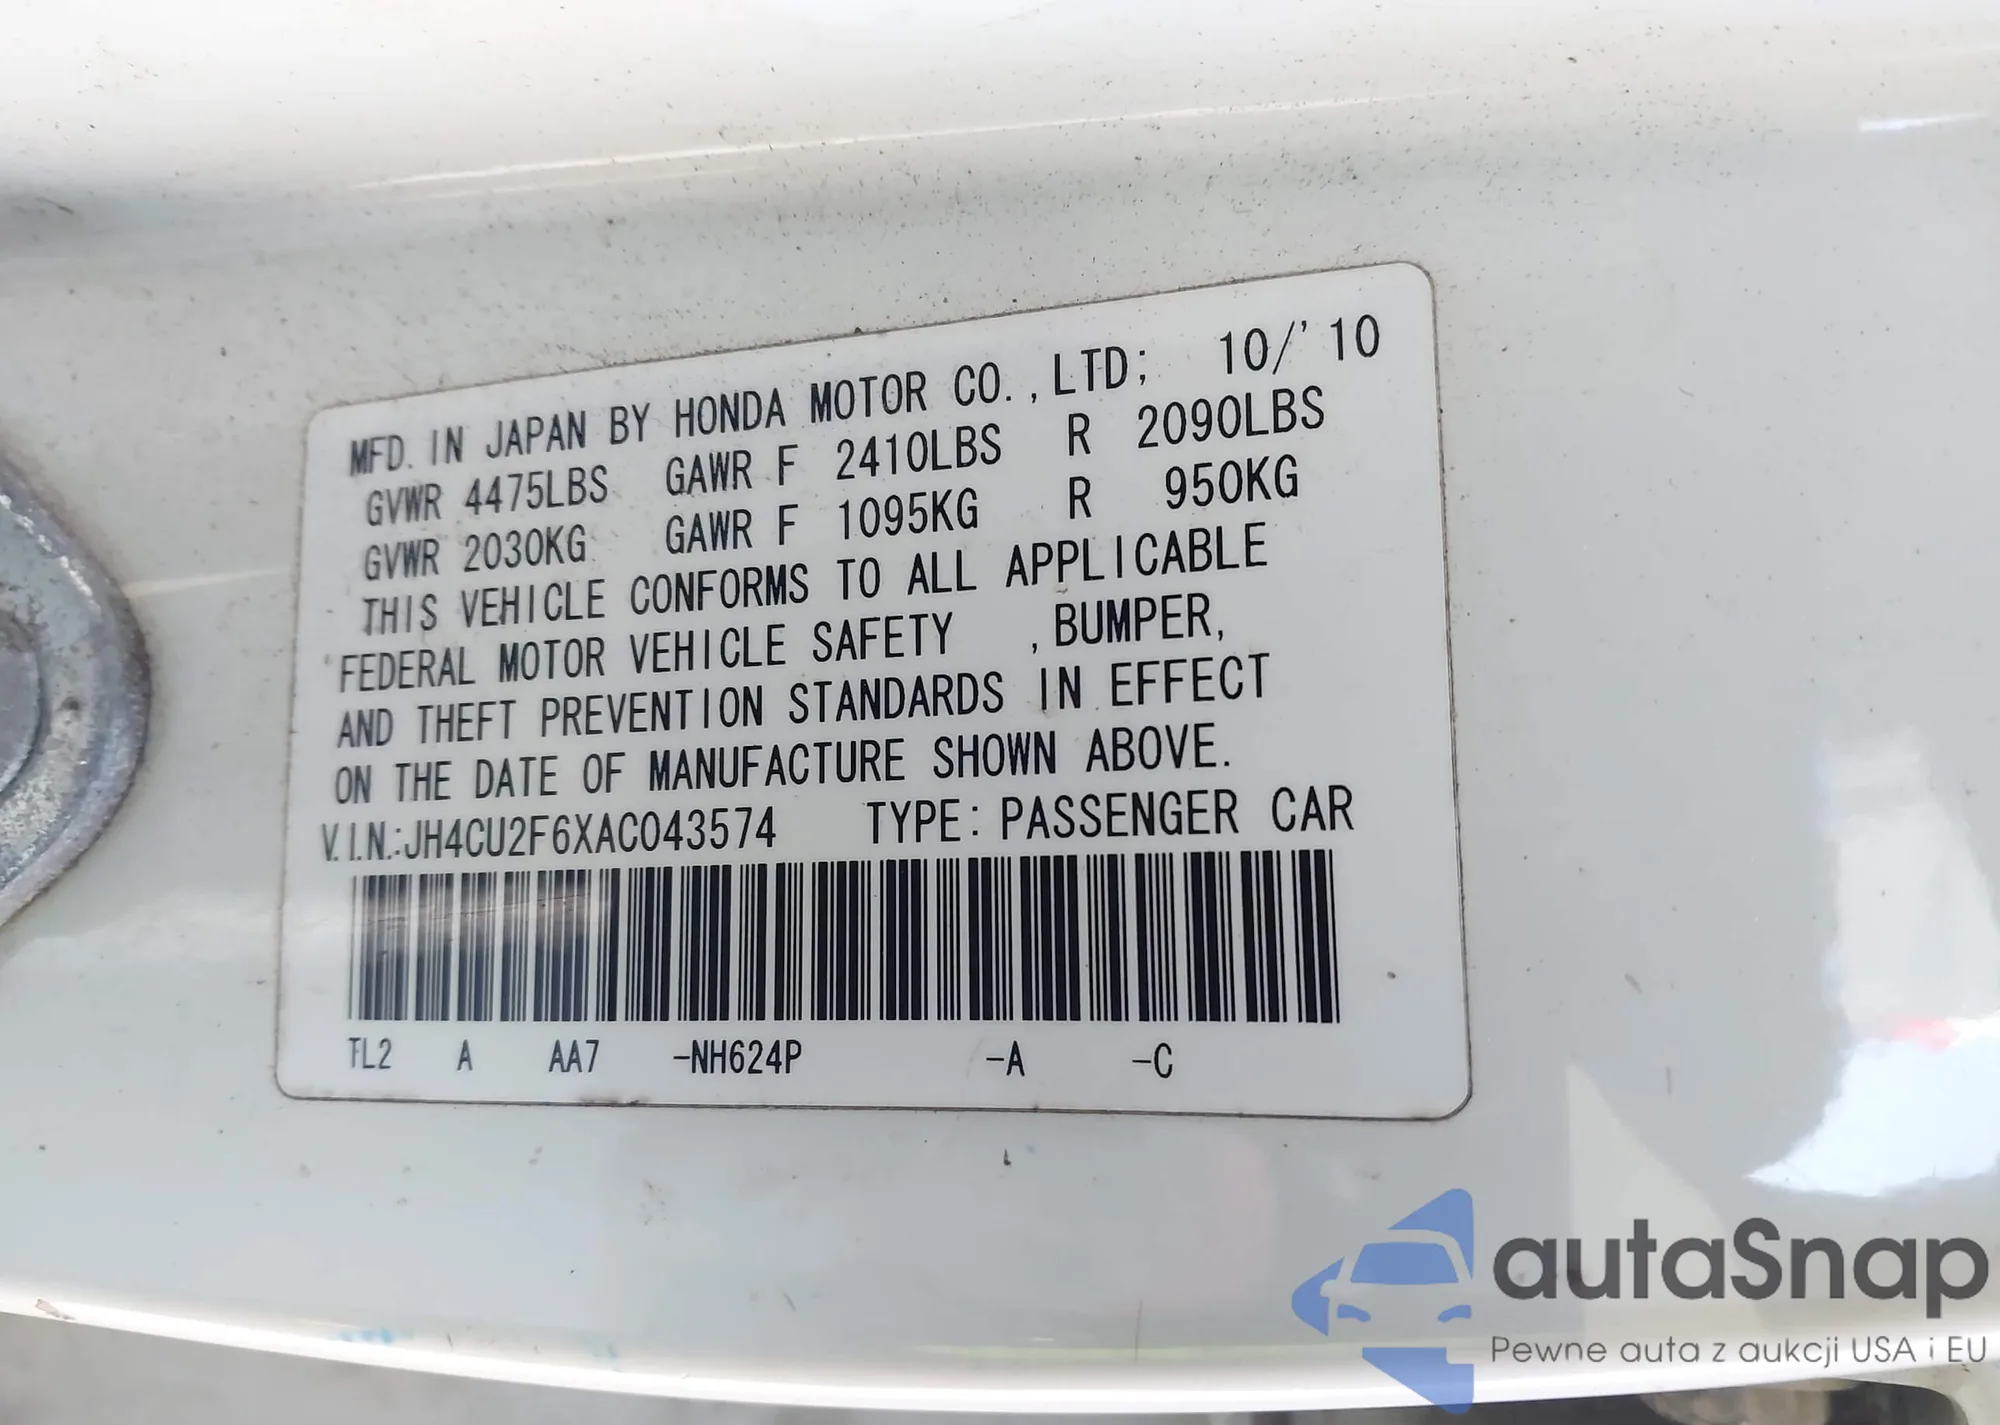 MFD. IN JAPAN BY HONDA MOTOR CO.,LTD; 10/'10
GVWR 4475LBS GAWR F 2410LBS R 2090LBS
GVWR 2030KG GAWR F 1095KG R 950KG
THIS VEHICLE CONFORMS TO ALL APPLICABLE
FEDERAL MOTOR VEHICLE SAFETY ,BUMPER,
AND THEFT PREVENTION STANDARDS IN EFFECT
ON THE DATE OF MANUFACTURE SHOWN ABOVE.
V.I.N.:JH4CU2F6XAC043574 TYPE: PASSENGER CAR
TL2 A AA7 -NH624P -A -C
autaSnap
Pewne auta z aukcji USA i EU